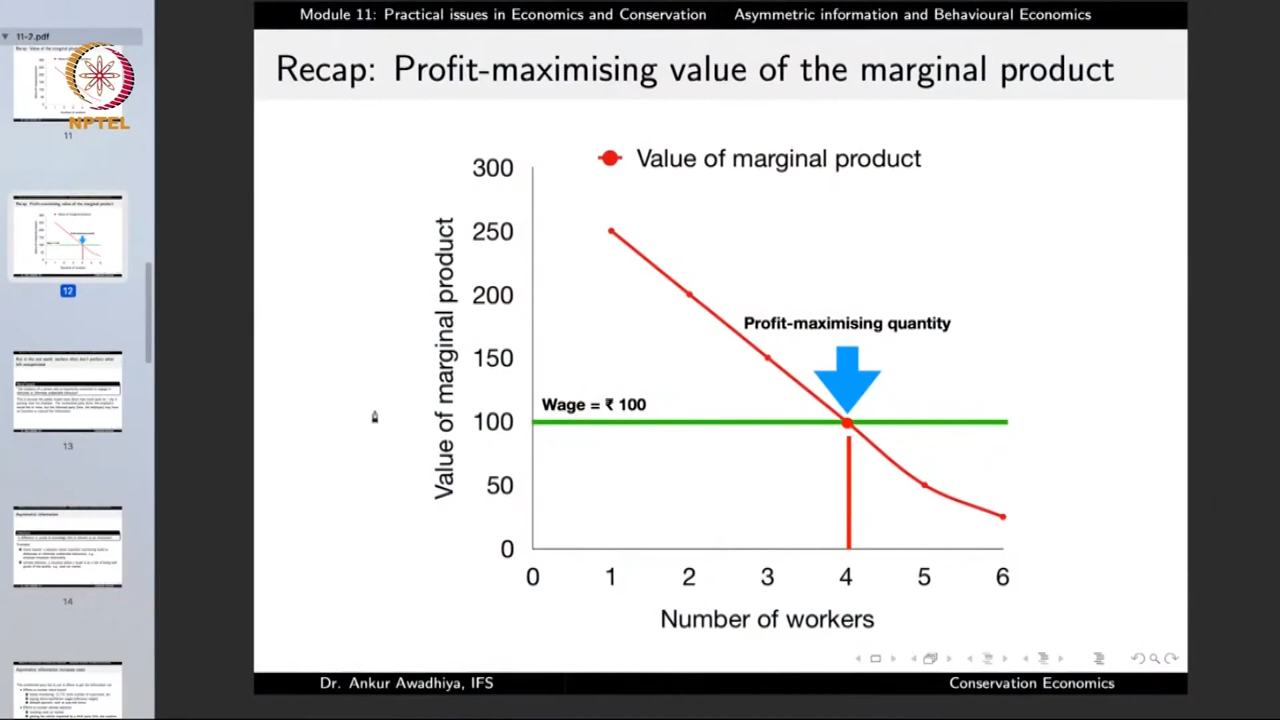 Module 11: Practical issues in Economics and Conservation Asymmetric information and Behavioural Economics
11-2.pdf
NPTEL
11
12
13
Asymmetric information
14
Recap: Profit-maximising value of the marginal product
Value of marginal product
300
250
200
150
100
50
0
Value of marginal product
Profit-maximising quantity
Wage = ₹ 100
0 1 2 3 4 5 6
Number of workers
Dr. Ankur Awadhiya, IFS
Conservation Economics